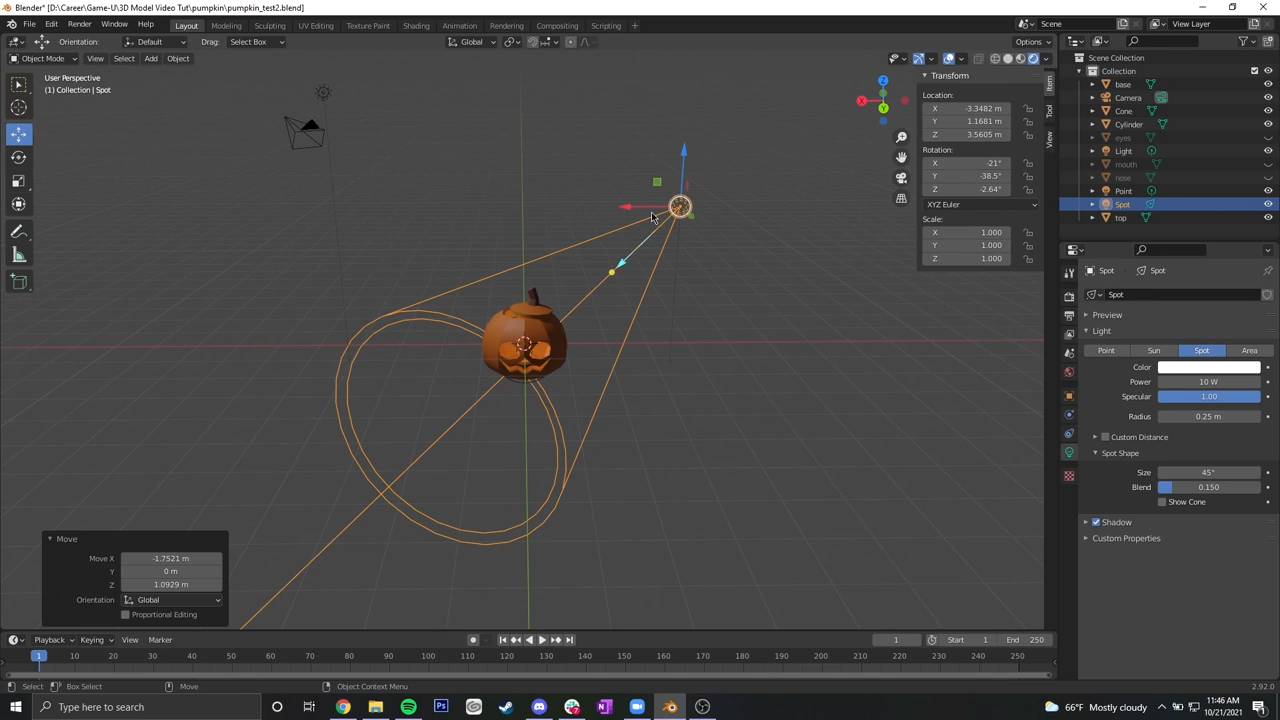 Blender* [D:\Career\Game-U\3D Model Video Tut\pumpkin\pumpkin_test2.blend]
File Edit Render Window Help Layout Modeling Sculpting UV Editing Texture Paint Shading Animation Rendering Compositing Scripting + Scene View Layer
Orientation: Default Drag: Select Box Global Options
Object Mode View Select Add Object
User Perspective
(1) Collection | Spot
Z
X
Y
Transform
Location:
X -3.3482 m
Y 1.1681 m
Z 3.5605 m
Rotation:
X -21°
Y -38.5°
Z -2.64°
XYZ Euler
Scale:
X 1.000
Y 1.000
Z 1.000
Item
Tool
View
Scene Collection
Collection
base
Camera
Cone
Cylinder
eyes
Light
mouth
nose
Point
Spot
top
Spot Spot
Spot
Preview
Light
Point Sun Spot Area
Color
Power 10 W
Specular 1.00
Radius 0.25 m
Custom Distance
Spot Shape
Size 45°
Blend 0.150
Show Cone
Shadow
Custom Properties
Move
Move X -1.7521 m
Y 0 m
Z 1.0929 m
Orientation Global
Proportional Editing
Playback Keying View Marker 1 Start 1 End 250
1 10 20 30 40 50 60 70 80 90 100 110 120 130 140 150 160 170 180 190 200 210 220 230 240 250
Select Box Select Move Object Context Menu 2.92.0
Type here to search
66°F Mostly cloudy
11:46 AM
10/21/2021